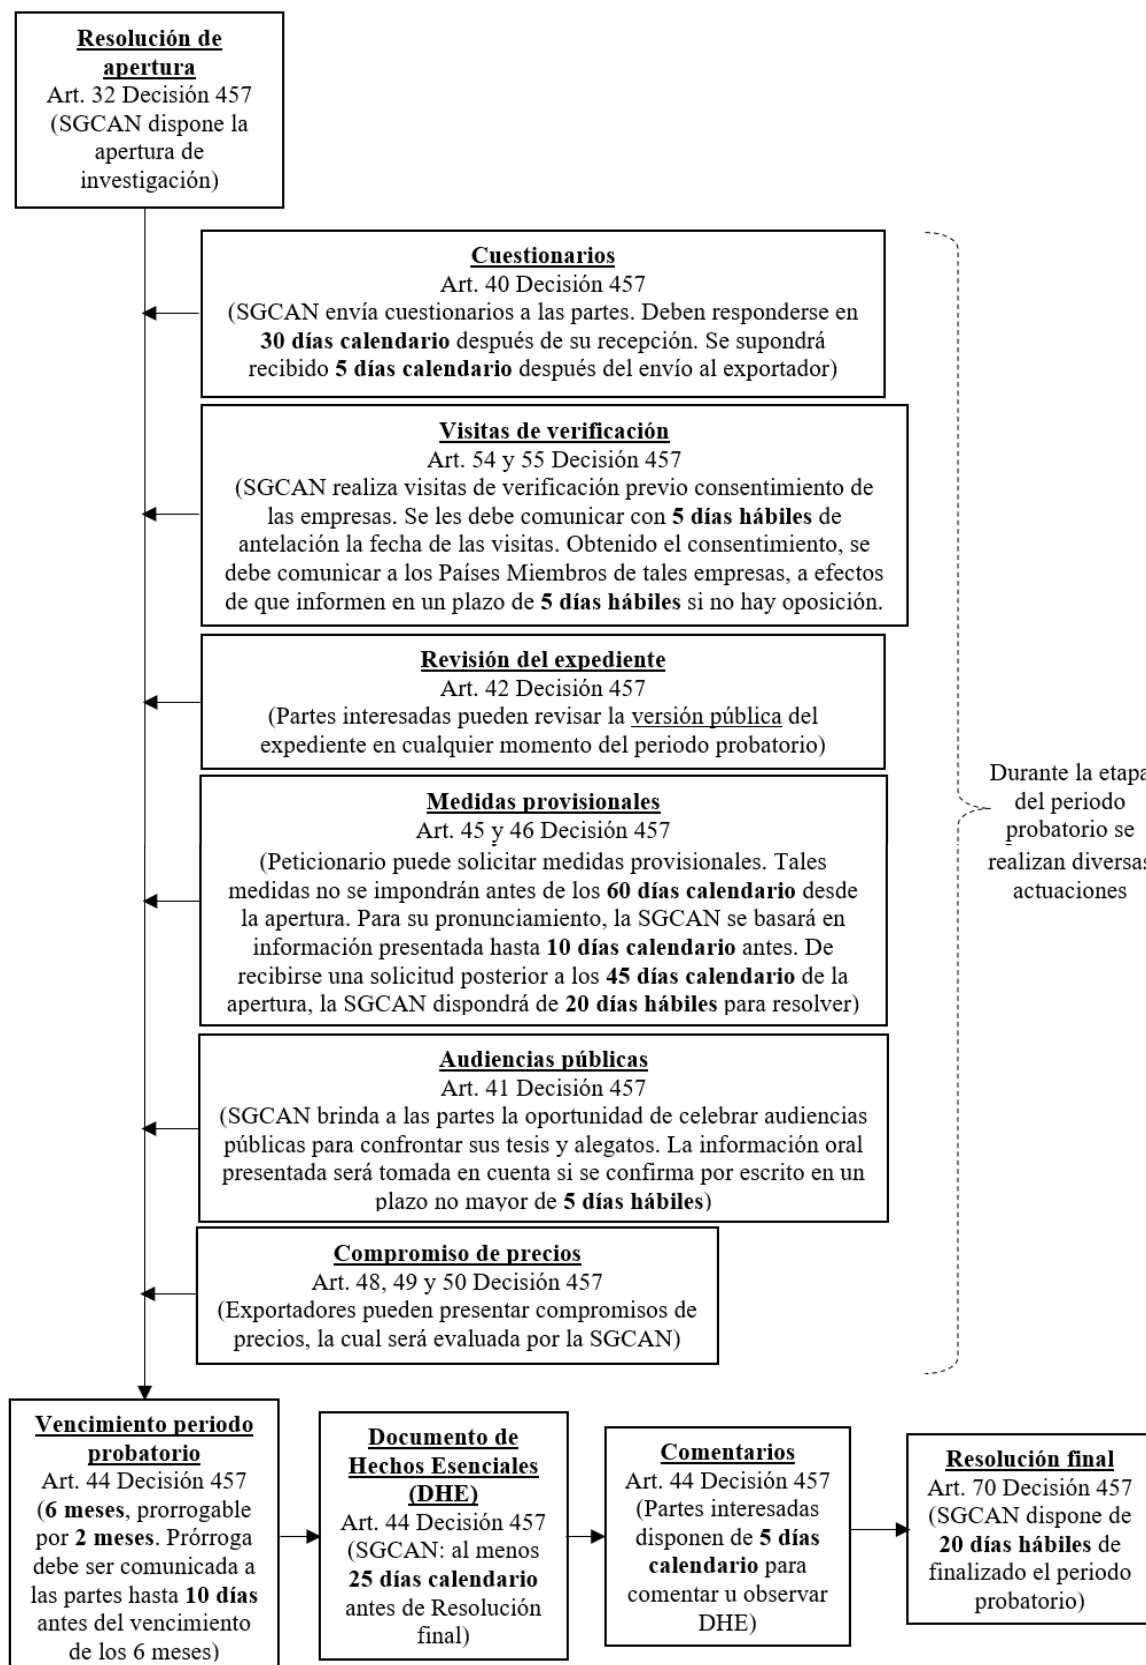 Resolución de
apertura
Art. 32 Decisión 457
(SGCAN dispone la
apertura de
investigación)
Cuestionarios
Art. 40 Decisión 457
(SGCAN envía cuestionarios a las partes. Deben responderse en
30 días calendario después de su recepción. Se supondrá
recibido 5 días calendario después del envío al exportador)
Visitas de verificación
Art. 54 y 55 Decisión 457
(SGCAN realiza visitas de verificación previo consentimiento de
las empresas. Se les debe comunicar con 5 días hábiles de
antelación la fecha de las visitas. Obtenido el consentimiento, se
debe comunicar a los Países Miembros de tales empresas, a efectos
de que informen en un plazo de 5 días hábiles si no hay oposición.
Revisión del expediente
Art. 42 Decisión 457
(Partes interesadas pueden revisar la versión pública del
expediente en cualquier momento del periodo probatorio)
Medidas provisionales
Art. 45 y 46 Decisión 457
(Peticionario puede solicitar medidas provisionales. Tales
medidas no se impondrán antes de los 60 días calendario desde
la apertura. Para su pronunciamiento, la SGCAN se basará en
información presentada hasta 10 días calendario antes. De
recibirse una solicitud posterior a los 45 días calendario de la
apertura, la SGCAN dispondrá de 20 días hábiles para resolver)
Audiencias públicas
Art. 41 Decisión 457
(SGCAN brinda a las partes la oportunidad de celebrar audiencias
públicas para confrontar sus tesis y alegatos. La información oral
presentada será tomada en cuenta si se confirma por escrito en un
plazo no mayor de 5 días hábiles)
Compromiso de precios
Art. 48, 49 y 50 Decisión 457
(Exportadores pueden presentar compromisos de
precios, la cual será evaluada por la SGCAN)
Durante la etapa
del periodo
probatorio se
realizan diversas
actuaciones
Vencimiento periodo
probatorio
Art. 44 Decisión 457
(6 meses, prorrogable
por 2 meses. Prórroga
debe ser comunicada a
las partes hasta 10 días
antes del vencimiento
de los 6 meses)
Documento de
Hechos Esenciales
(DHE)
Art. 44 Decisión 457
(SGCAN: al menos
25 días calendario
antes de Resolución
final)
Comentarios
Art. 44 Decisión 457
(Partes interesadas
disponen de 5 días
calendario para
comentar u observar
DHE)
Resolución final
Art. 70 Decisión 457
(SGCAN dispone de
20 días hábiles de
finalizado el periodo
probatorio)